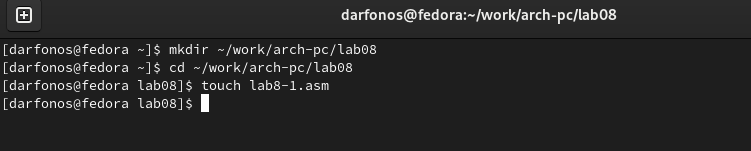 darfonos@fedora:~/work/arch-pc/lab08
[darfonos@fedora ~]$ mkdir ~/work/arch-pc/lab08
[darfonos@fedora ~]$ cd ~/work/arch-pc/lab08
[darfonos@fedora lab08]$ touch lab8-1.asm
[darfonos@fedora lab08]$